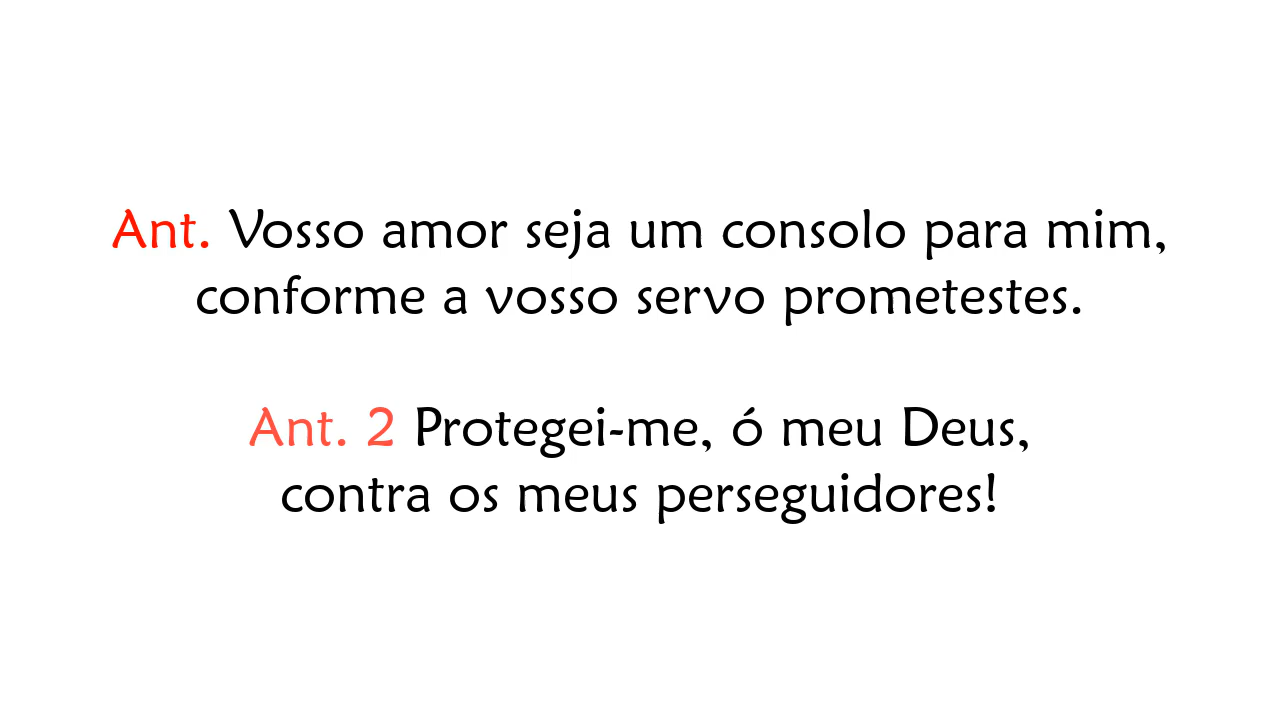 Ant. Vosso amor seja um consolo para mim,
conforme a vosso servo prometestes.
Ant. 2 Protegei-me, ó meu Deus,
contra os meus perseguidores!